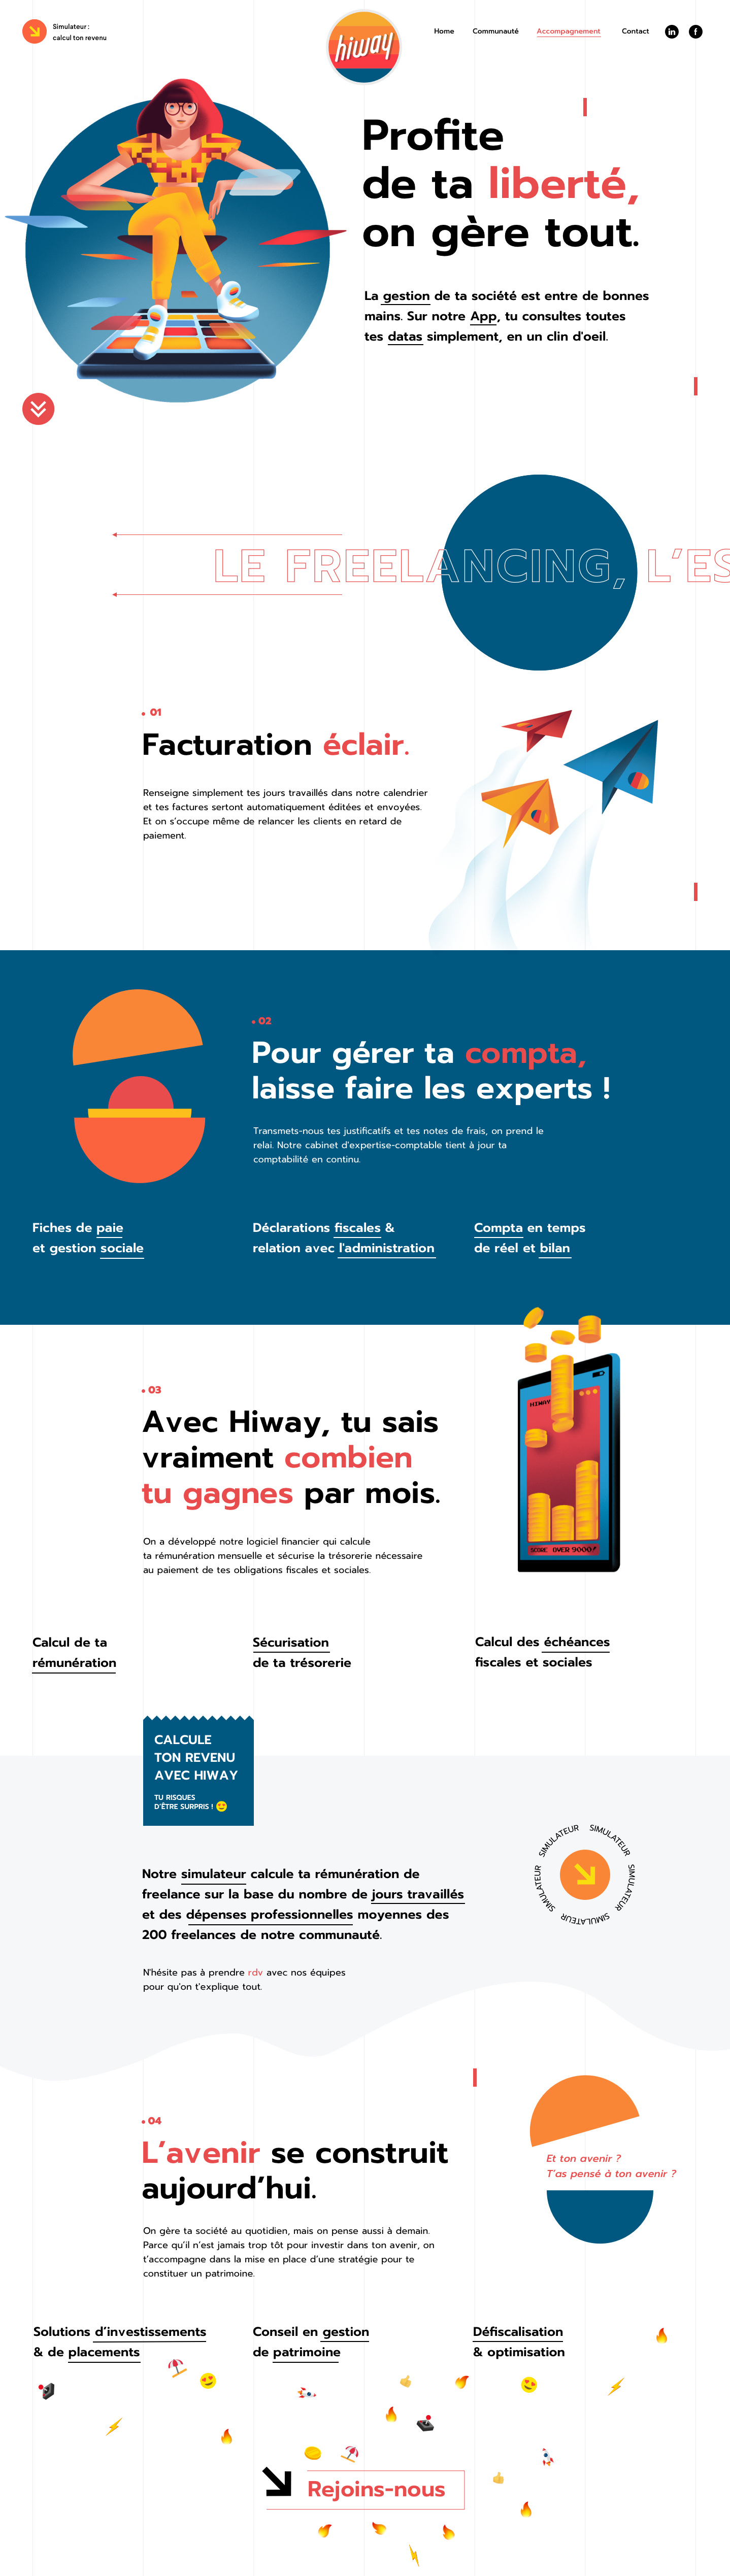 Simulateur :
calcul ton revenu
hiway
Home Communauté Accompagnement Contact
in f
Profite
de ta liberté,
on gère tout.
La gestion de ta société est entre de bonnes
mains. Sur notre App, tu consultes toutes
tes datas simplement, en un clin d'oeil.
LE FREELANCING, L’ES
01
Facturation éclair.
Renseigne simplement tes jours travaillés dans notre calendrier
et tes factures sertont automatiquement éditées et envoyées.
Et on s’occupe même de relancer les clients en retard de
paiement.
02
Pour gérer ta compta,
laisse faire les experts !
Transmets-nous tes justificatifs et tes notes de frais, on prend le
relai. Notre cabinet d'expertise-comptable tient à jour ta
comptabilité en continu.
Fiches de paie
et gestion sociale
Déclarations fiscales &
relation avec l'administration
Compta en temps
de réel et bilan
03
Avec Hiway, tu sais
vraiment combien
tu gagnes par mois.
HIWAY
SCORE OVER 9000!
On a développé notre logiciel financier qui calcule
ta rémunération mensuelle et sécurise la trésorerie nécessaire
au paiement de tes obligations fiscales et sociales.
Calcul de ta
rémunération
Sécurisation
de ta trésorerie
Calcul des échéances
fiscales et sociales
CALCULE
TON REVENU
AVEC HIWAY
TU RISQUES
D'ÊTRE SURPRIS !
Notre simulateur calcule ta rémunération de
freelance sur la base du nombre de jours travaillés
et des dépenses professionnelles moyennes des
200 freelances de notre communauté.
SIMULATEUR SIMULATEUR SIMULATEUR SIMULATEUR SIMULATEUR
N'hésite pas à prendre rdv avec nos équipes
pour qu'on t'explique tout.
04
L’avenir se construit
aujourd’hui.
Et ton avenir ?
T’as pensé à ton avenir ?
On gère ta société au quotidien, mais on pense aussi à demain.
Parce qu’il n’est jamais trop tôt pour investir dans ton avenir, on
t’accompagne dans la mise en place d’une stratégie pour te
constituer un patrimoine.
Solutions d’investissements
& de placements
Conseil en gestion
de patrimoine
Défiscalisation
& optimisation
Rejoins-nous